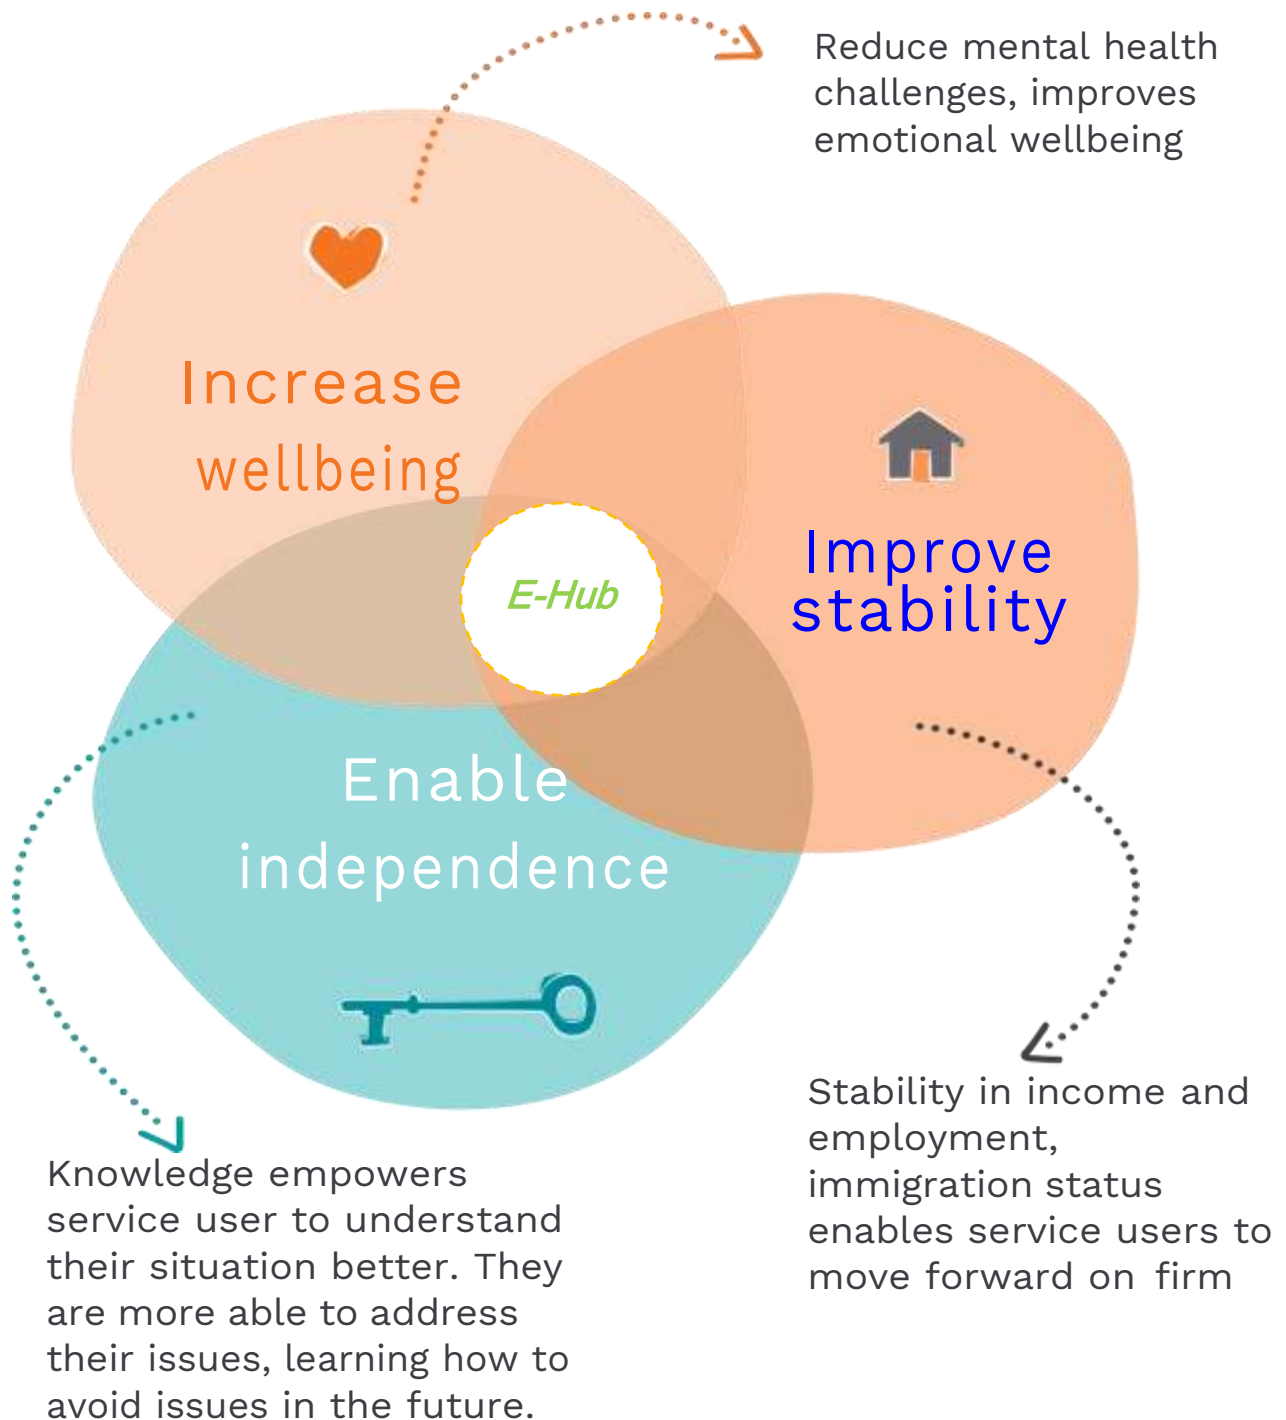 Reduce mental health
challenges, improves
emotional wellbeing
Increase
wellbeing
Improve
stability
E-Hub
Enable
independence
Stability in income and
employment,
immigration status
enables service users to
move forward on firm
Knowledge empowers
service user to understand
their situation better. They
are more able to address
their issues, learning how to
avoid issues in the future.